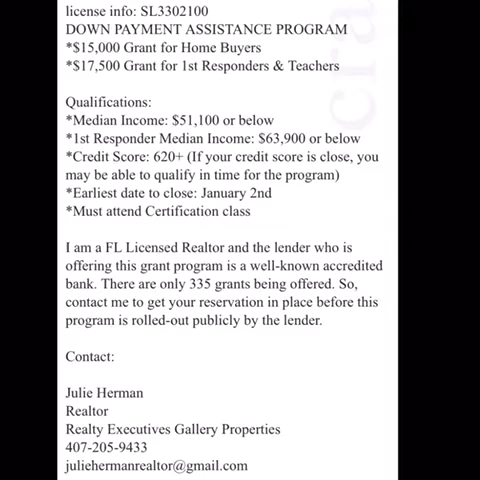 license info: SL3302100
DOWN PAYMENT ASSISTANCE PROGRAM
*$15,000 Grant for Home Buyers
*$17,500 Grant for 1st Responders & Teachers
Qualifications:
*Median Income: $51,100 or below
*1st Responder Median Income: $63,900 or below
*Credit Score: 620+ (If your credit score is close, you
may be able to qualify in time for the program)
*Earliest date to close: January 2nd
*Must attend Certification class
I am a FL Licensed Realtor and the lender who is
offering this grant program is a well-known accredited
bank. There are only 335 grants being offered. So,
contact me to get your reservation in place before this
program is rolled-out publicly by the lender.
Contact:
Julie Herman
Realtor
Realty Executives Gallery Properties
407-205-9433
juliehermanrealtor@gmail.com
cra